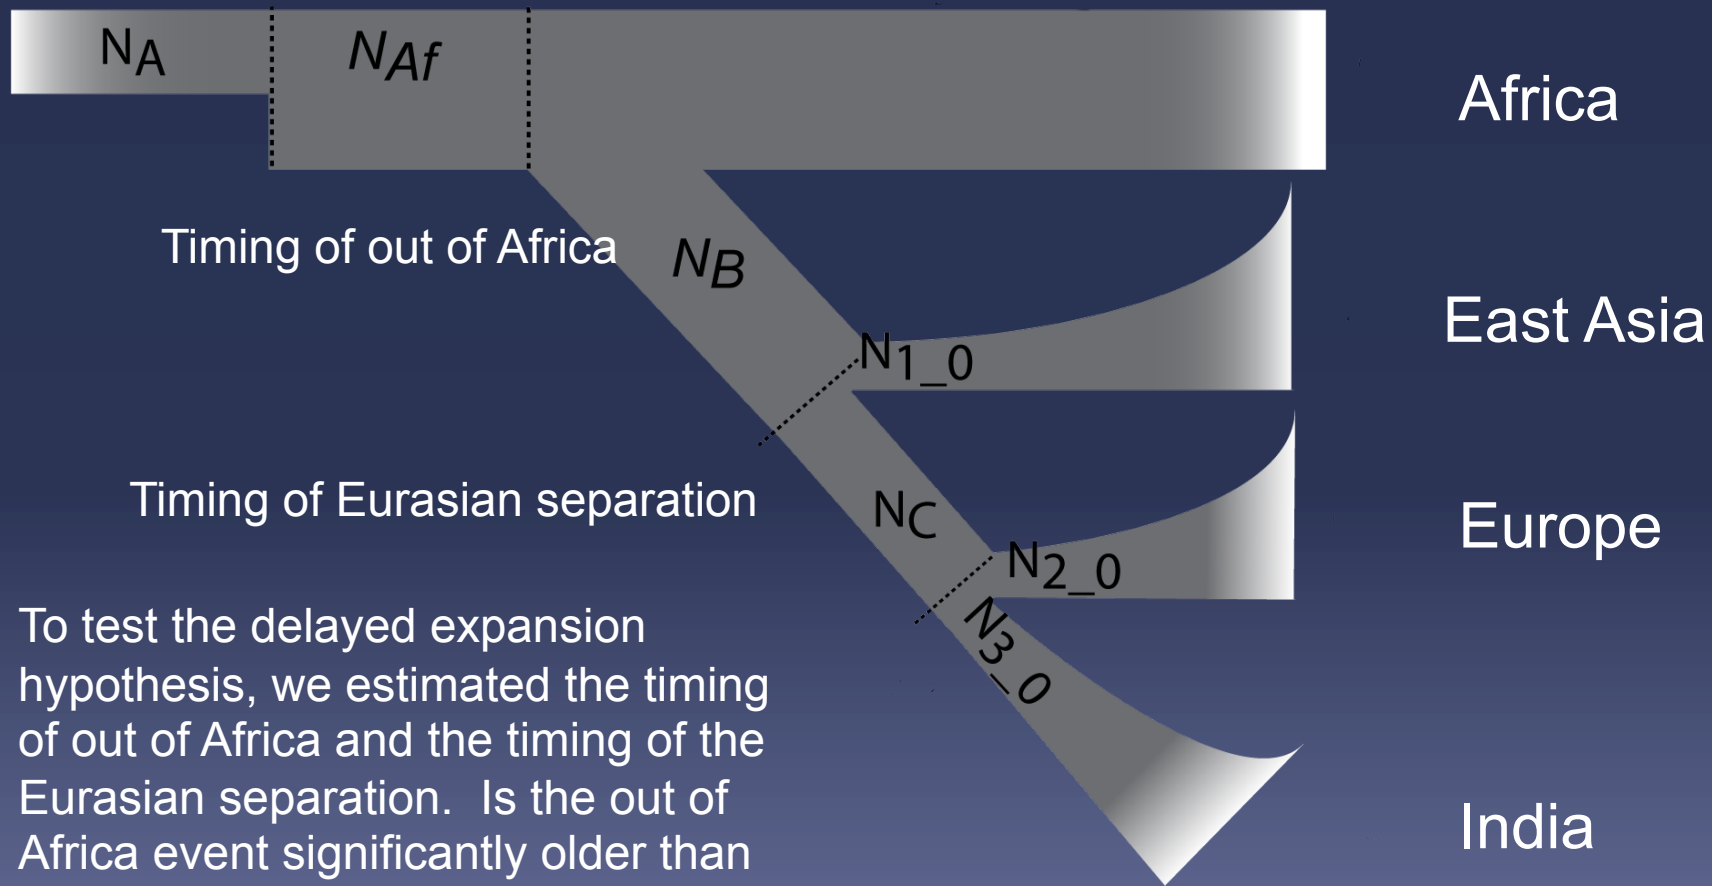 NA
NAf
Africa
Timing of out of Africa
NB
East Asia
N1_0
Timing of Eurasian separation
NC
Europe
N2_0
N3_0
To test the delayed expansion
hypothesis, we estimated the timing
of out of Africa and the timing of the
Eurasian separation.  Is the out of
Africa event significantly older than
India